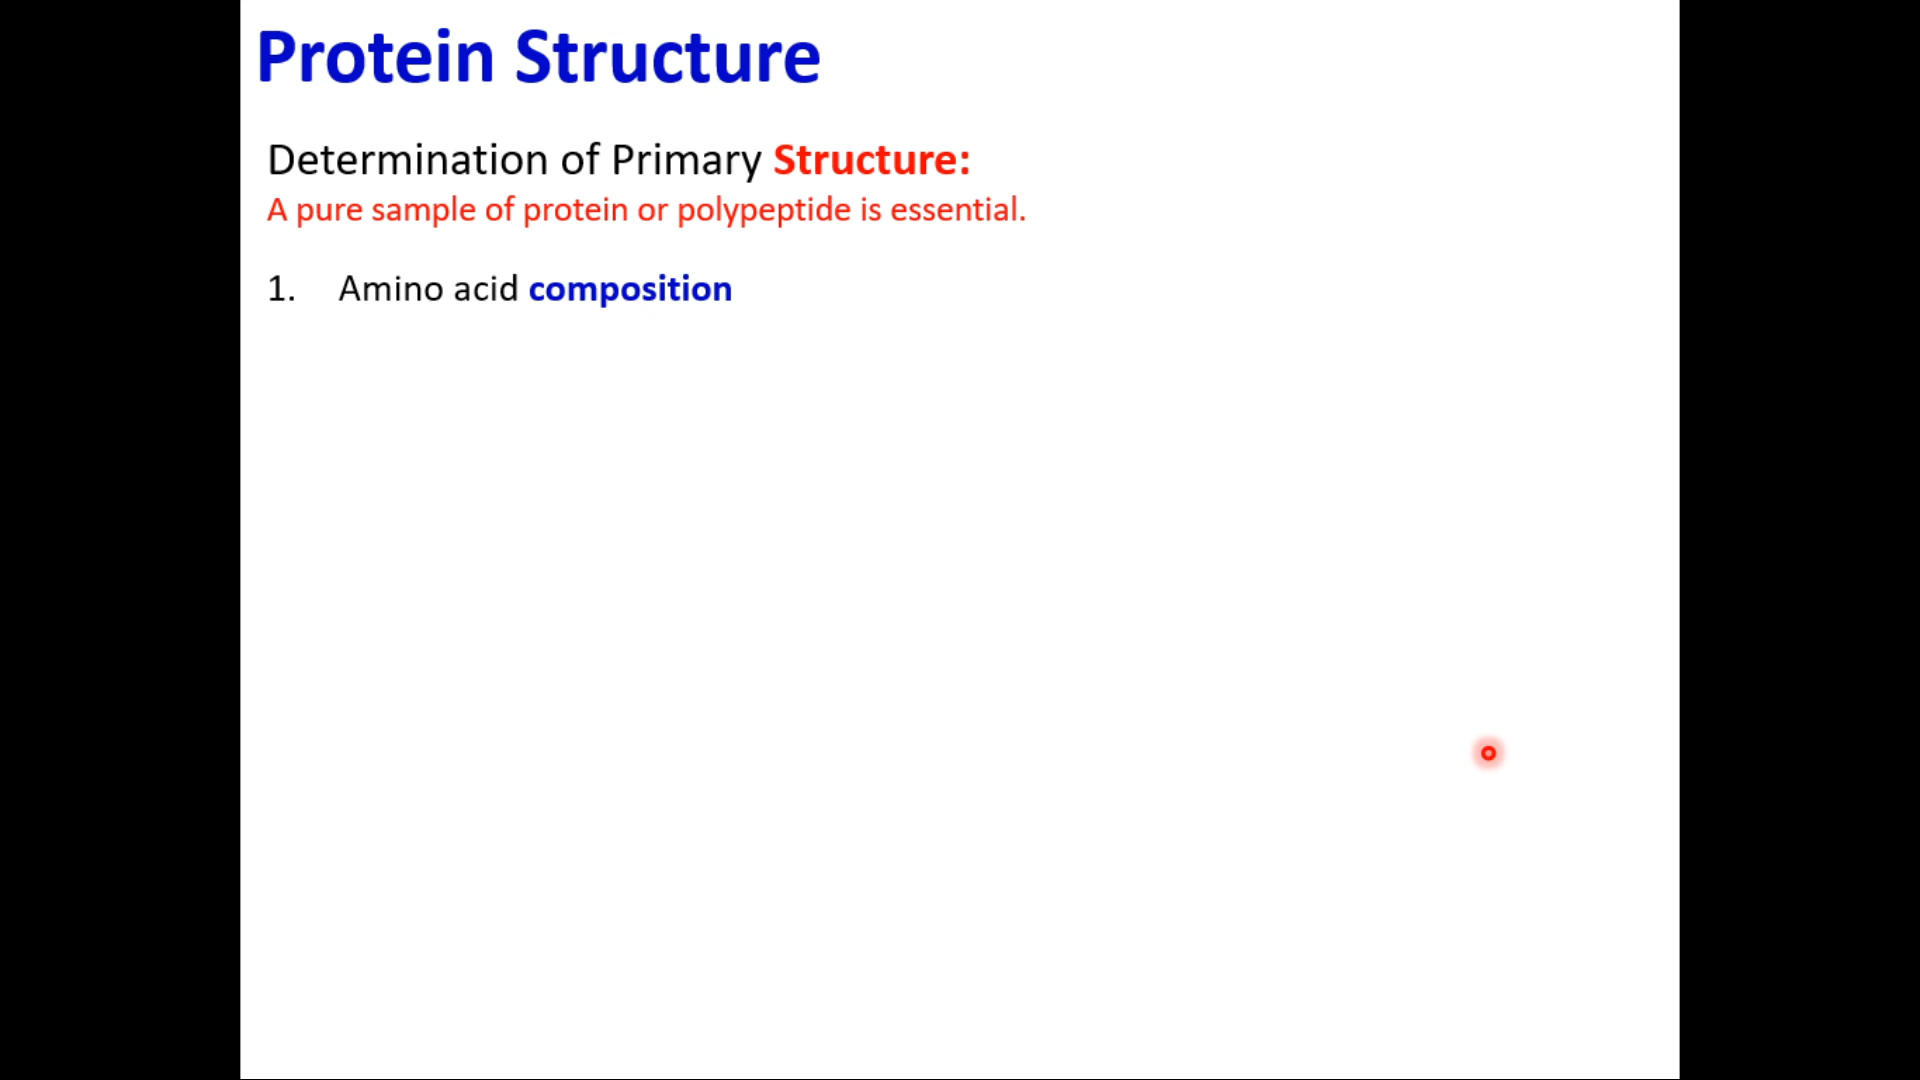 Protein Structure
Determination of Primary Structure:
A pure sample of protein or polypeptide is essential.
1. Amino acid composition